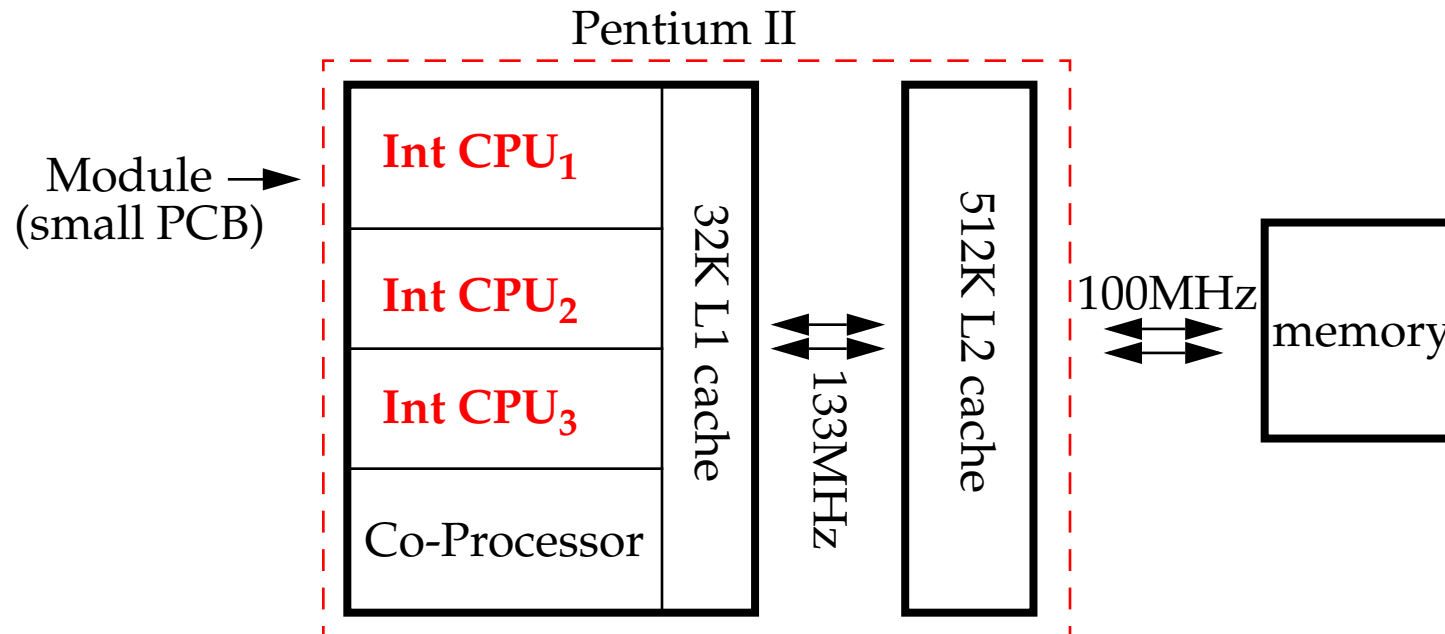 Pentium II
Module
(small PCB)
Int CPU₁
Int CPU₂
Int CPU₃
Co-Processor
32K L1 cache
133MHz
512K L2 cache
100MHz
memory